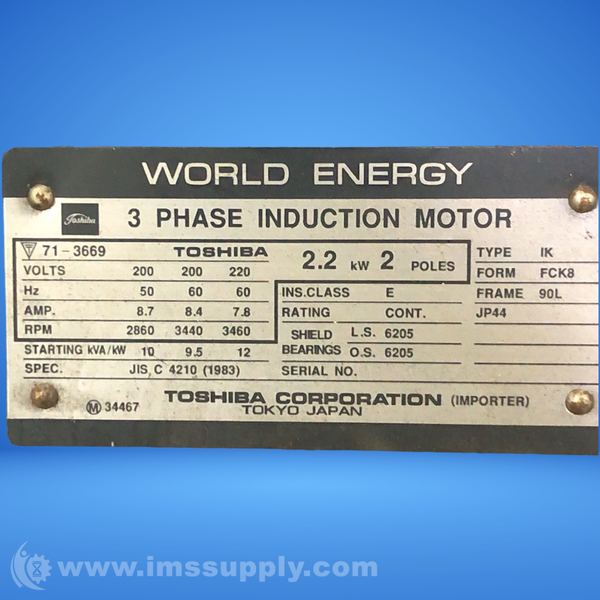 WORLD ENERGY
Toshiba 3 PHASE INDUCTION MOTOR
71-3669 TOSHIBA 2.2 kW 2 POLES
VOLTS 200 200 220
Hz 50 60 60
AMP. 8.7 8.4 7.8
RPM 2860 3440 3460
STARTING kVA/kW 10 9.5 12
SPEC. JIS, C 4210 (1983)
INS.CLASS E
RATING CONT.
SHIELD BEARINGS L.S. 6205
O.S. 6205
SERIAL NO.
TYPE IK
FORM FCK8
FRAME 90L
JP44
M 34467 TOSHIBA CORPORATION (IMPORTER)
TOKYO JAPAN
www.imssupply.com